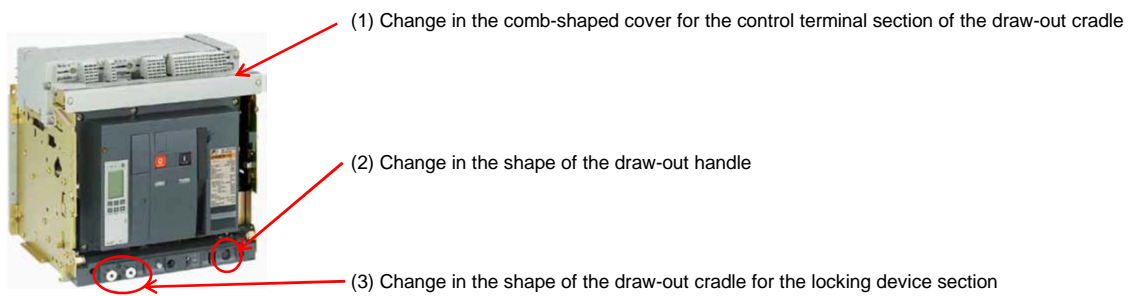 (1) Change in the comb-shaped cover for the control terminal section of the draw-out cradle
(2) Change in the shape of the draw-out handle
(3) Change in the shape of the draw-out cradle for the locking device section